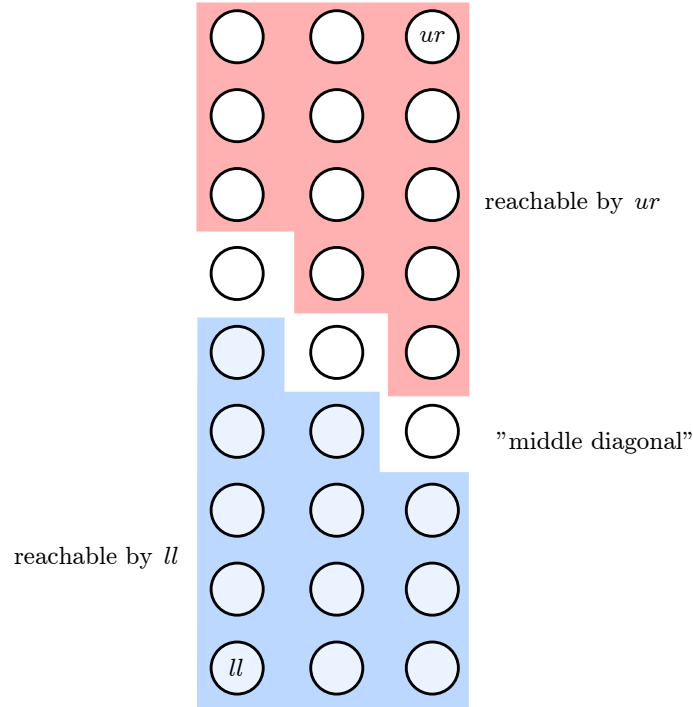 ur
reachable by ur
"middle diagonal"
reachable by ll
ll